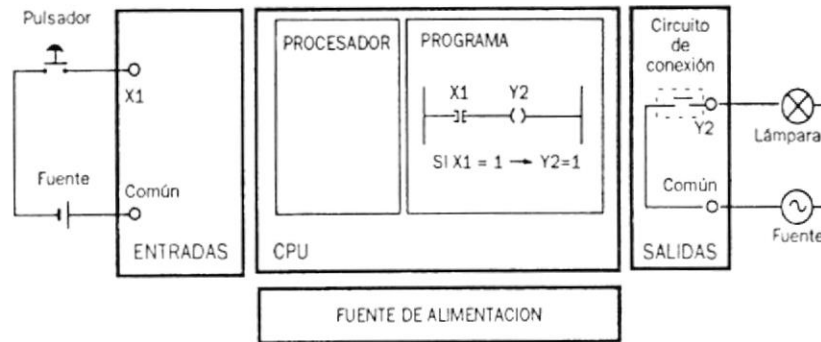 Pulsador
X1
Fuente
Común
ENTRADAS
PROCESADOR
CPU
PROGRAMA
X1 Y2
SI X1 = 1 → Y2=1
Circuito
de
conexión
Y2
Común
SALIDAS
Lámpara
Fuente
FUENTE DE ALIMENTACION